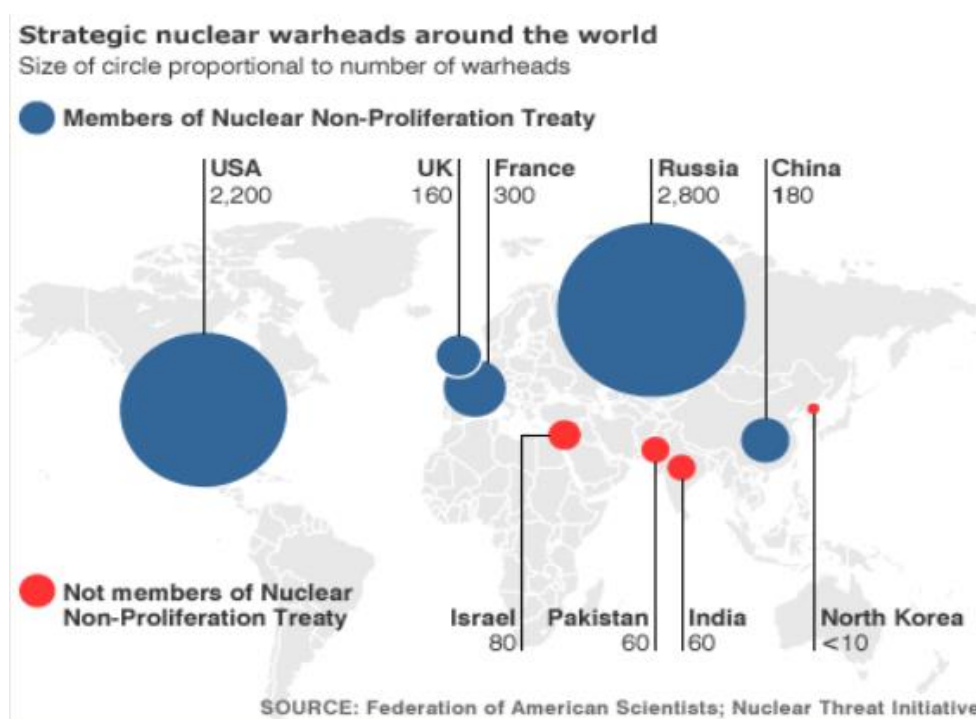 Strategic nuclear warheads around the world
Size of circle proportional to number of warheads
Members of Nuclear Non-Proliferation Treaty
USA
2,200
UK
160
France
300
Russia
2,800
China
180
Not members of Nuclear
Non-Proliferation Treaty
Israel
80
Pakistan
60
India
60
North Korea
<10
SOURCE: Federation of American Scientists; Nuclear Threat Initiative